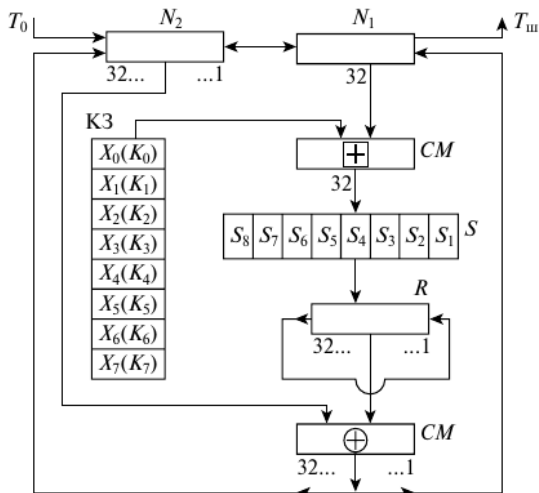 T₀ N₂ N₁ Tш
32... ...1 32
КЗ
X₀(K₀) + CM
X₁(K₁) 32
X₂(K₂)
X₃(K₃) S₈ S₇ S₆ S₅ S₄ S₃ S₂ S₁ S
X₄(K₄)
X₅(K₅) R
X₆(K₆) 32... ...1
X₇(K₇)
⊕ CM
32... ...1